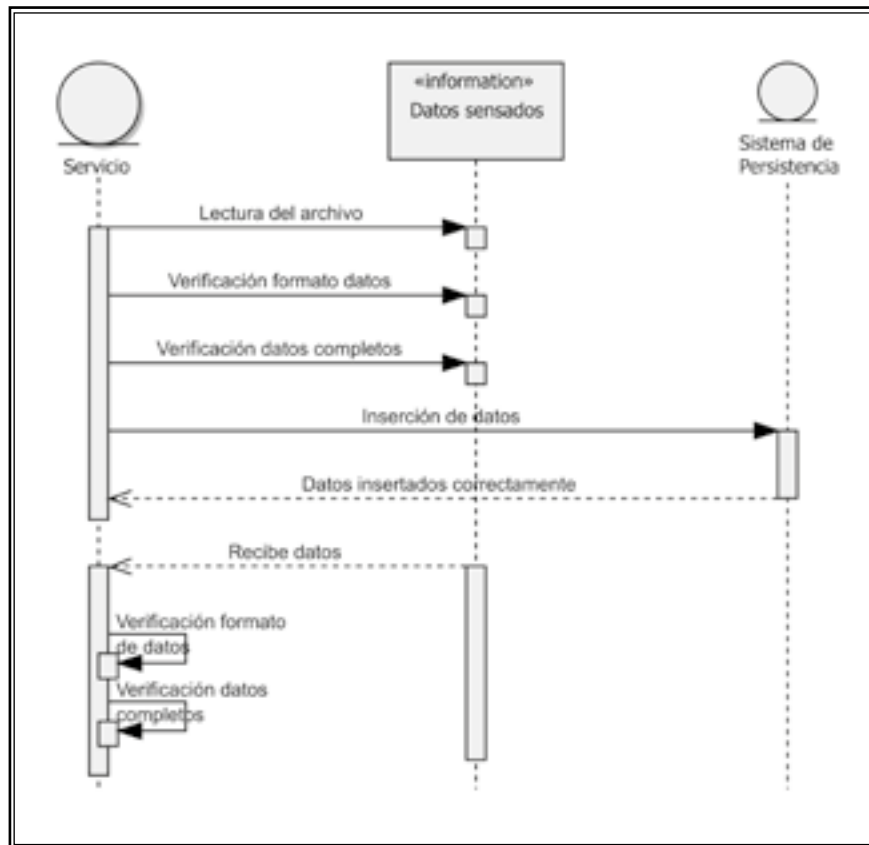 «information»
Datos sensados
Servicio
Sistema de
Persistencia
Lectura del archivo
Verificación formato datos
Verificación datos completos
Inserción de datos
Datos insertados correctamente
Recibe datos
Verificación formato
de datos
Verificación datos
completos